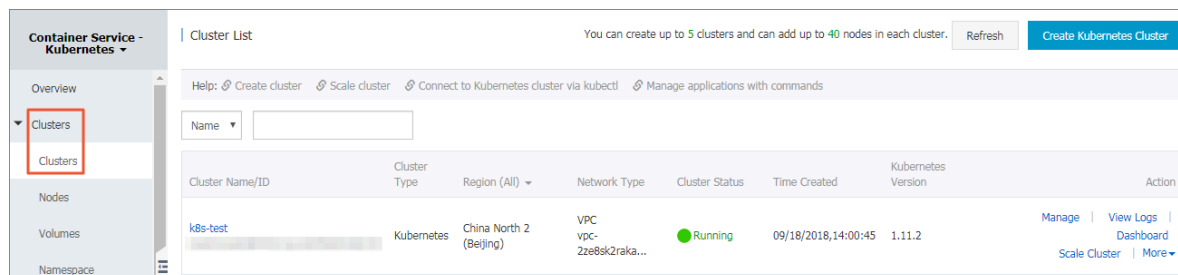 Container Service -
Kubernetes
Overview
Clusters
Clusters
Nodes
Volumes
Namespace
Cluster List
You can create up to 5 clusters and can add up to 40 nodes in each cluster.
Refresh
Create Kubernetes Cluster
Help: Create cluster Scale cluster Connect to Kubernetes cluster via kubectl Manage applications with commands
Name
Cluster Name/ID
Cluster
Type
Region (All)
Network Type
Cluster Status
Time Created
Kubernetes
Version
Action
k8s-test
Kubernetes
China North 2
(Beijing)
VPC
vpc-
2ze8sk2raka...
Running
09/18/2018,14:00:45
1.11.2
Manage | View Logs |
Dashboard
Scale Cluster | More